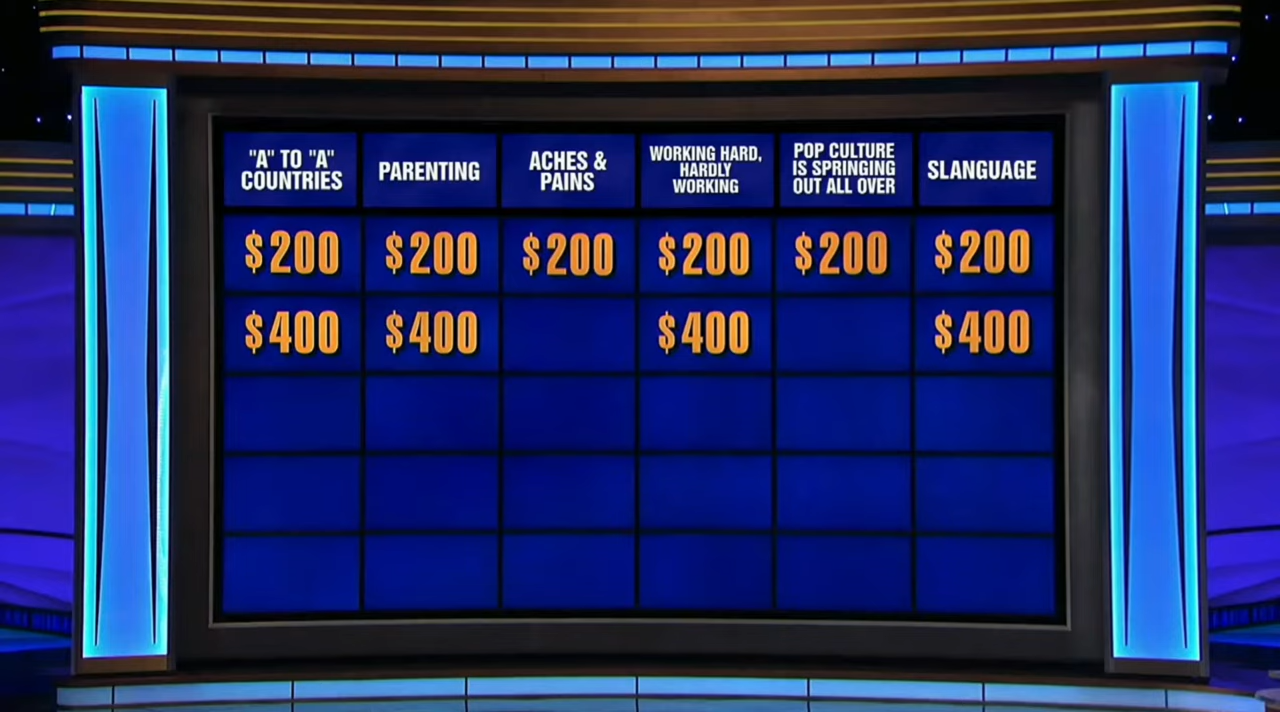 "A" TO "A"
COUNTRIES
PARENTING
ACHES &
PAINS
WORKING HARD,
HARDLY
WORKING
POP CULTURE
IS SPRINGING
OUT ALL OVER
SLANGUAGE
$200 $200 $200 $200 $200 $200
$400 $400 $400 $400